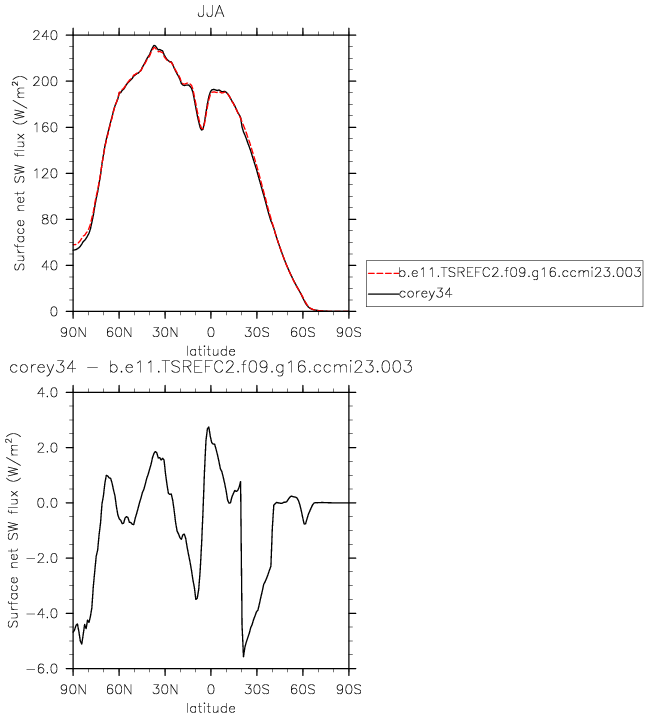 JJA
Surface net SW flux (W/m²)
240
200
160
120
80
40
0
90N 60N 30N 0 30S 60S 90S
latitude
b.e11.TSREFC2.f09.g16.ccmi23.003
corey34
corey34 − b.e11.TSREFC2.f09.g16.ccmi23.003
Surface net SW flux (W/m²)
4.0
2.0
0.0
−2.0
−4.0
−6.0
90N 60N 30N 0 30S 60S 90S
latitude